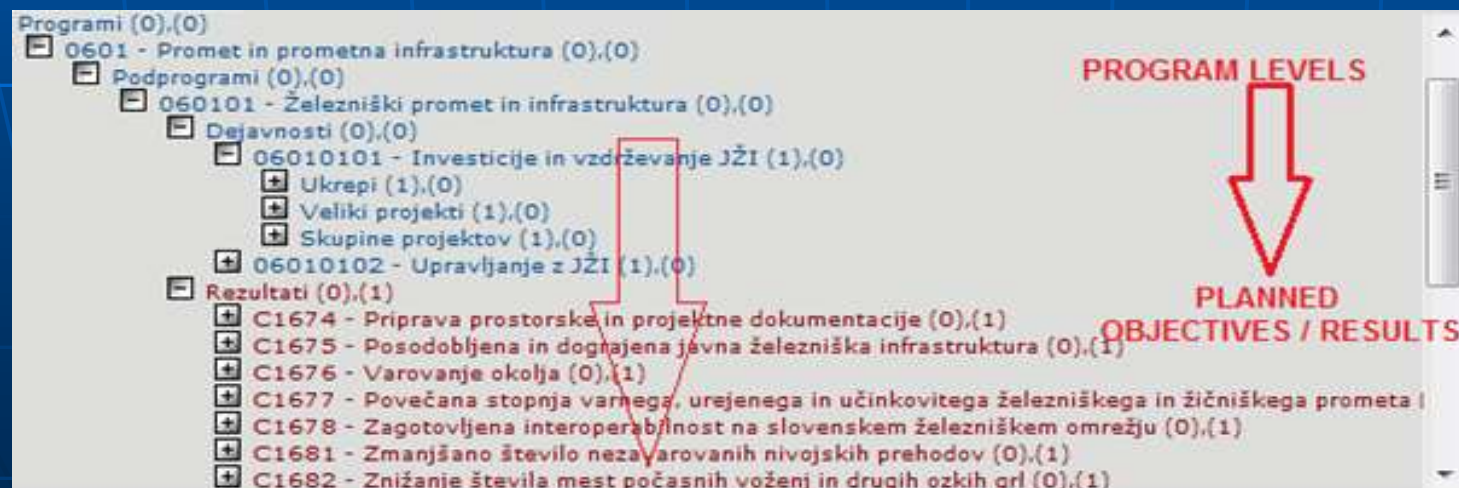 Programi (0),(0)
0601 - Promet in prometna infrastruktura (0),(0)
Podprogrami (0),(0)
060101 - Železniški promet in infrastruktura (0),(0)
Dejavnosti (0),(0)
06010101 - Investicije in vzdrževanje JŽI (1),(0)
Ukrepi (1),(0)
Veliki projekti (1),(0)
Skupine projektov (1),(0)
06010102 - Upravljanje z JŽI (1),(0)
Rezultati (0),(1)
C1674 - Priprava prostorske in projektne dokumentacije (0),(1)
C1675 - Posodobljena in dograjena javna železniška infrastruktura (0),(1)
C1676 - Varovanje okolja (0),(1)
C1677 - Povečana stopnja varnega, urejenega in učinkovitega železniškega in žičniškega prometa (
C1678 - Zagotovljena interoperabilnost na slovenskem železniškem omrežju (0),(1)
C1681 - Zmanjšano število nezavarovanih nivojskih prehodov (0),(1)
C1682 - Znižanje števila mest počasnih voženj in drugih ozkih grl (0),(1)
PROGRAM LEVELS
PLANNED
OBJECTIVES / RESULTS